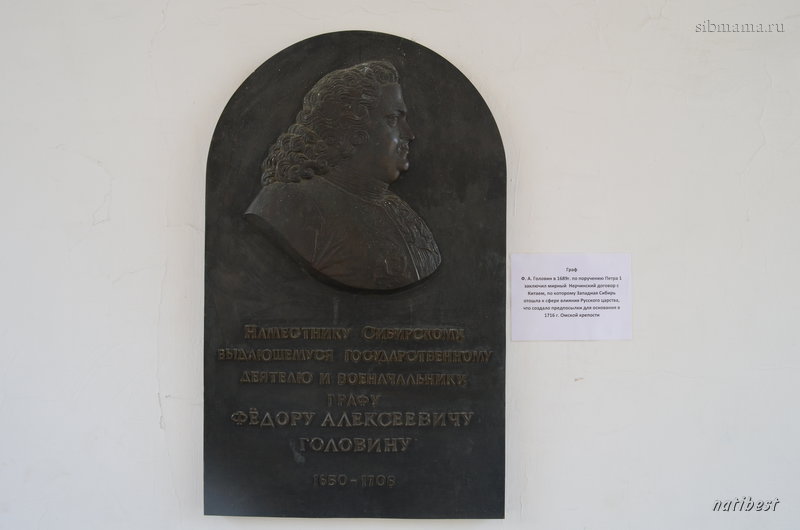 sibmama.ru
Наместнику Сибирскому,
выдающемуся государственному
деятелю и военачальнику,
графу
Фёдору Алексеевичу
Головину
1650-1706
Граф
Ф. А. Головин в 1689г. по поручению Петра 1
заключил мирный Нерчинский договор с
Китаем, по которому Западная Сибирь
отошла к сфере влияния Русского царства,
что создало предпосылки для основания в
1716 г. Омской крепости
natibest